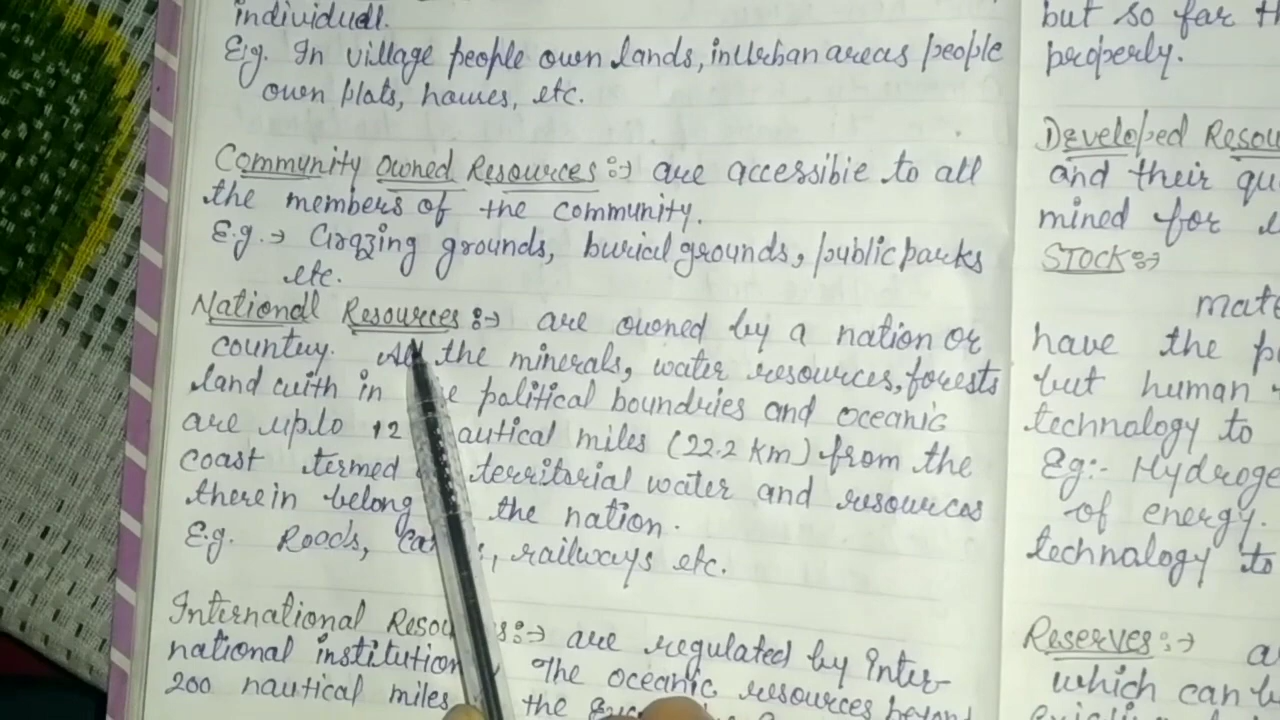 individual.
E.g. In village people own lands, in Urban areas people
own plots, houses, etc.
Community Owned Resources:→ are accessible to all
the members of the community.
E.g.→ Grazing grounds, burial grounds, public parks
etc.
National Resources:→ are owned by a nation or
country. All the minerals, water resources, forests
land with in political boundries and oceanic
are upto 12 nautical miles (22.2 Km) from the
coast termed territorial water and resources
therein belong the nation.
E.g. Roads, railways etc.
International Resources:→ are regulated by Inter-
national institution The oceanic resources beyond
200 nautical miles the
but so far
properly.
Developed
and their
mined for
STOCK:→
have the
but human
technology to
Eg:-
of energy.
technology to
Reserves:→
which can